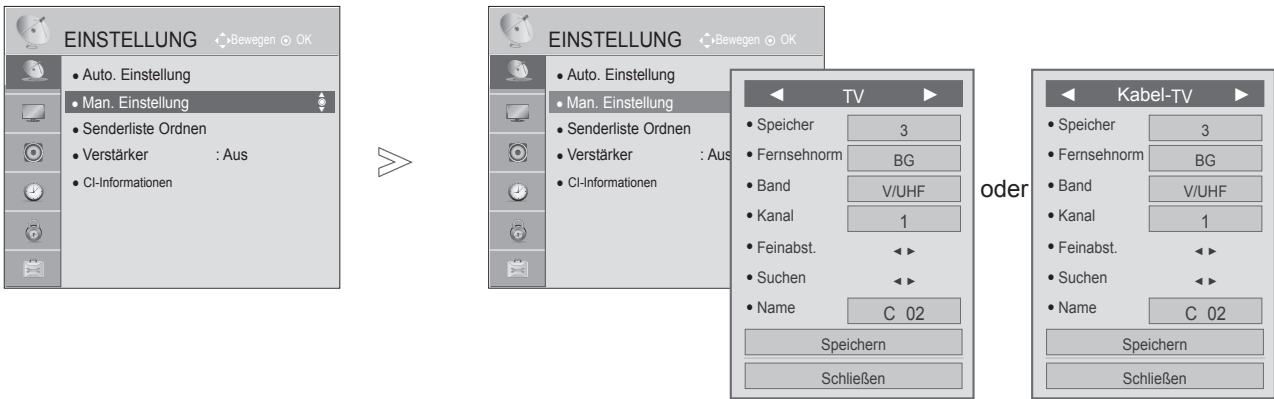 EINSTELLUNG Bewegen OK
• Auto. Einstellung
• Man. Einstellung
• Senderliste Ordnen
• Verstärker : Aus
• CI-Informationen
EINSTELLUNG Bewegen OK
• Auto. Einstellung
• Man. Einstellung
• Senderliste Ordnen
• Verstärker : Aus
• CI-Informationen
◄ TV ►
• Speicher 3
• Fernsehnorm BG
• Band V/UHF
• Kanal 1
• Feinabst. ◄ ►
• Suchen ◄ ►
• Name C 02
Speichern
Schließen
oder
◄ Kabel-TV ►
• Speicher 3
• Fernsehnorm BG
• Band V/UHF
• Kanal 1
• Feinabst. ◄ ►
• Suchen ◄ ►
• Name C 02
Speichern
Schließen